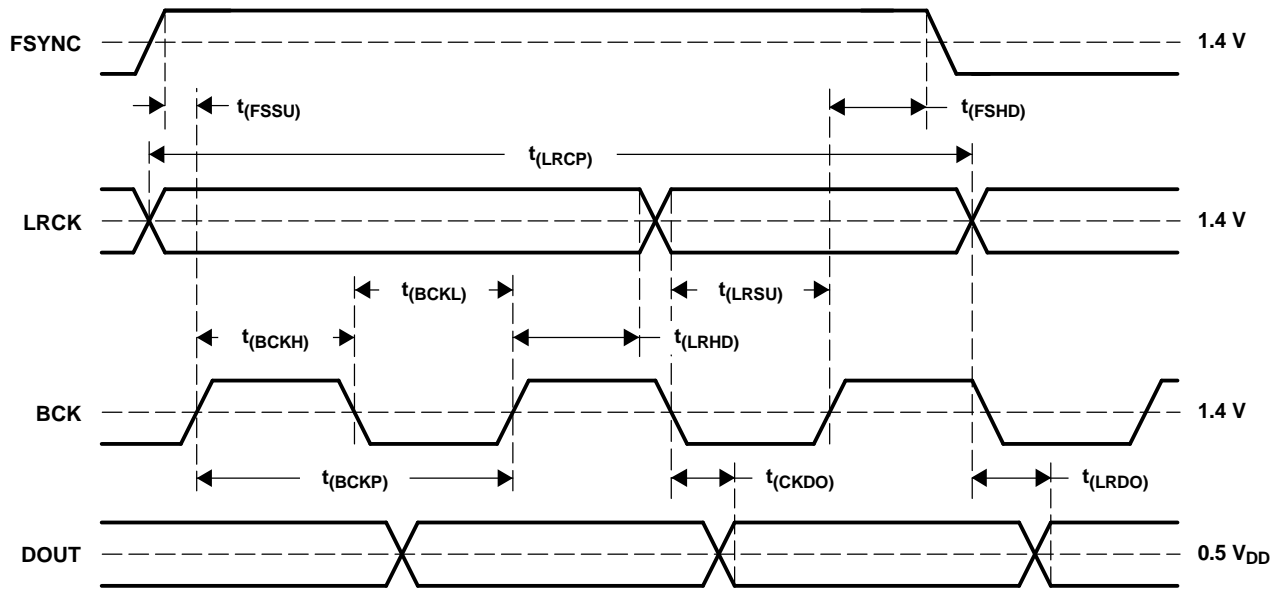 FSYNC
1.4 V
t(FSSU)
t(FSHD)
t(LRCP)
LRCK
1.4 V
t(BCKL)
t(LRSU)
t(BCKH)
t(LRHD)
BCK
1.4 V
t(BCKP)
t(CKDO)
t(LRDO)
DOUT
0.5 VDD